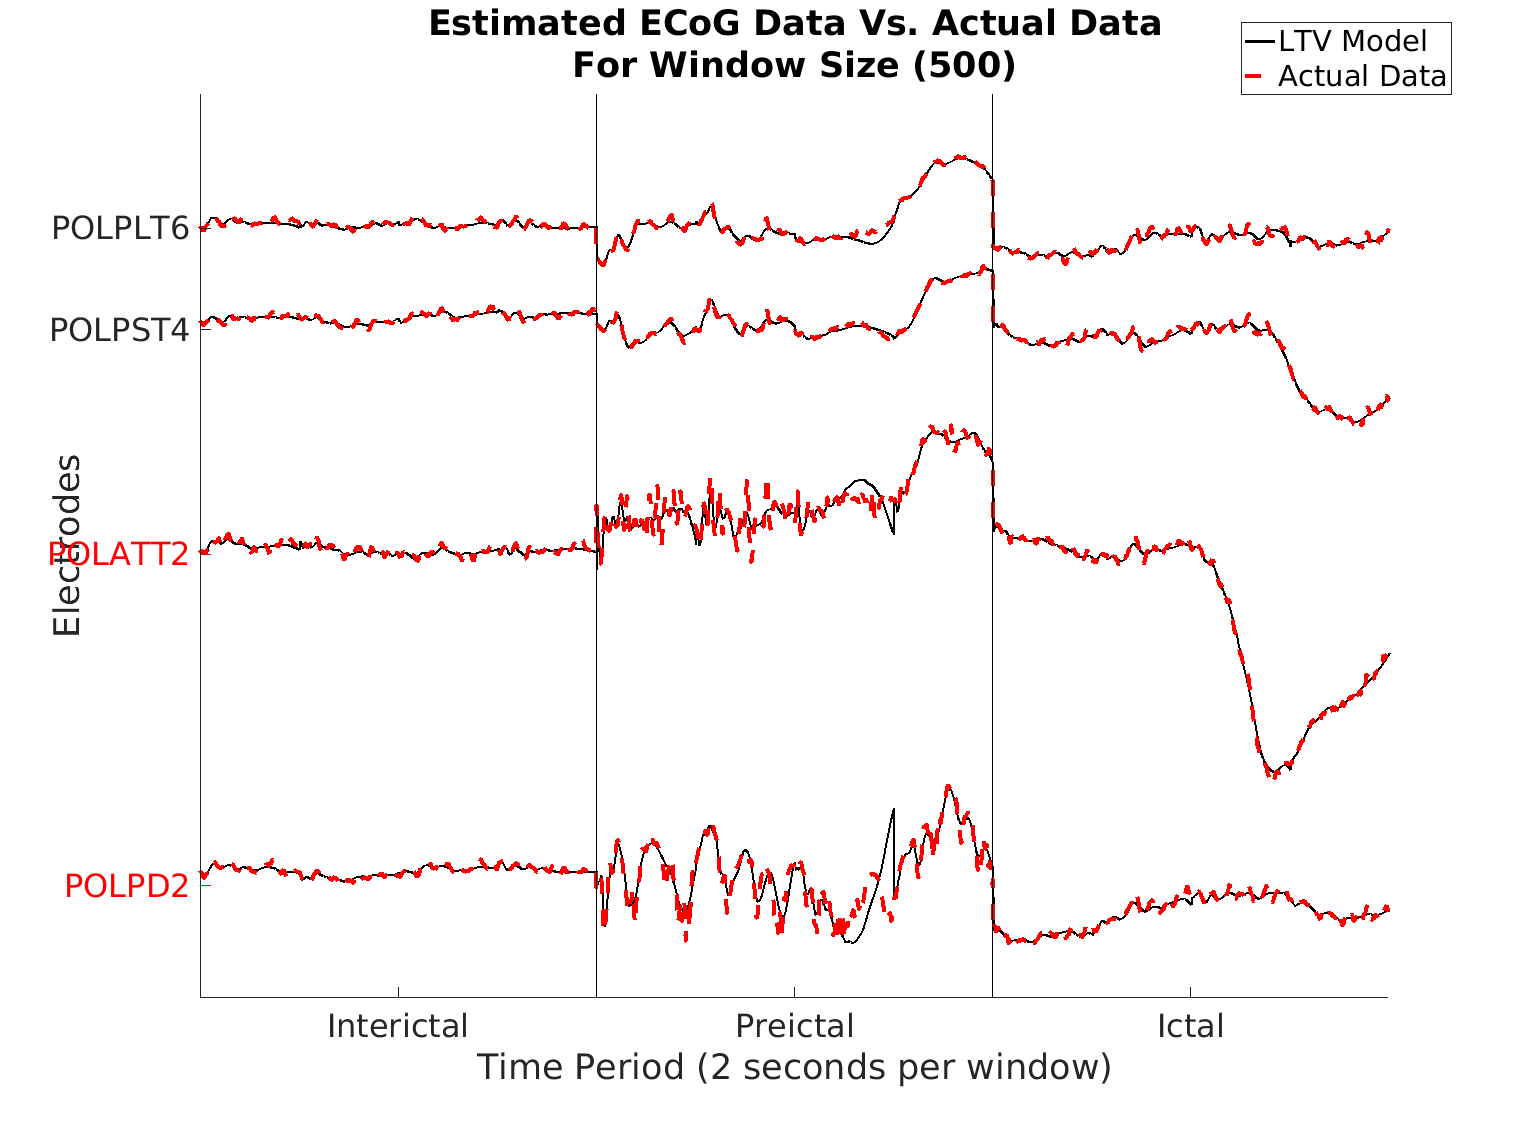 Estimated ECoG Data Vs. Actual Data
For Window Size (500)
LTV Model
Actual Data
POLPLT6
POLPST4
POLATT2
POLPD2
Electrodes
Interictal
Preictal
Ictal
Time Period (2 seconds per window)